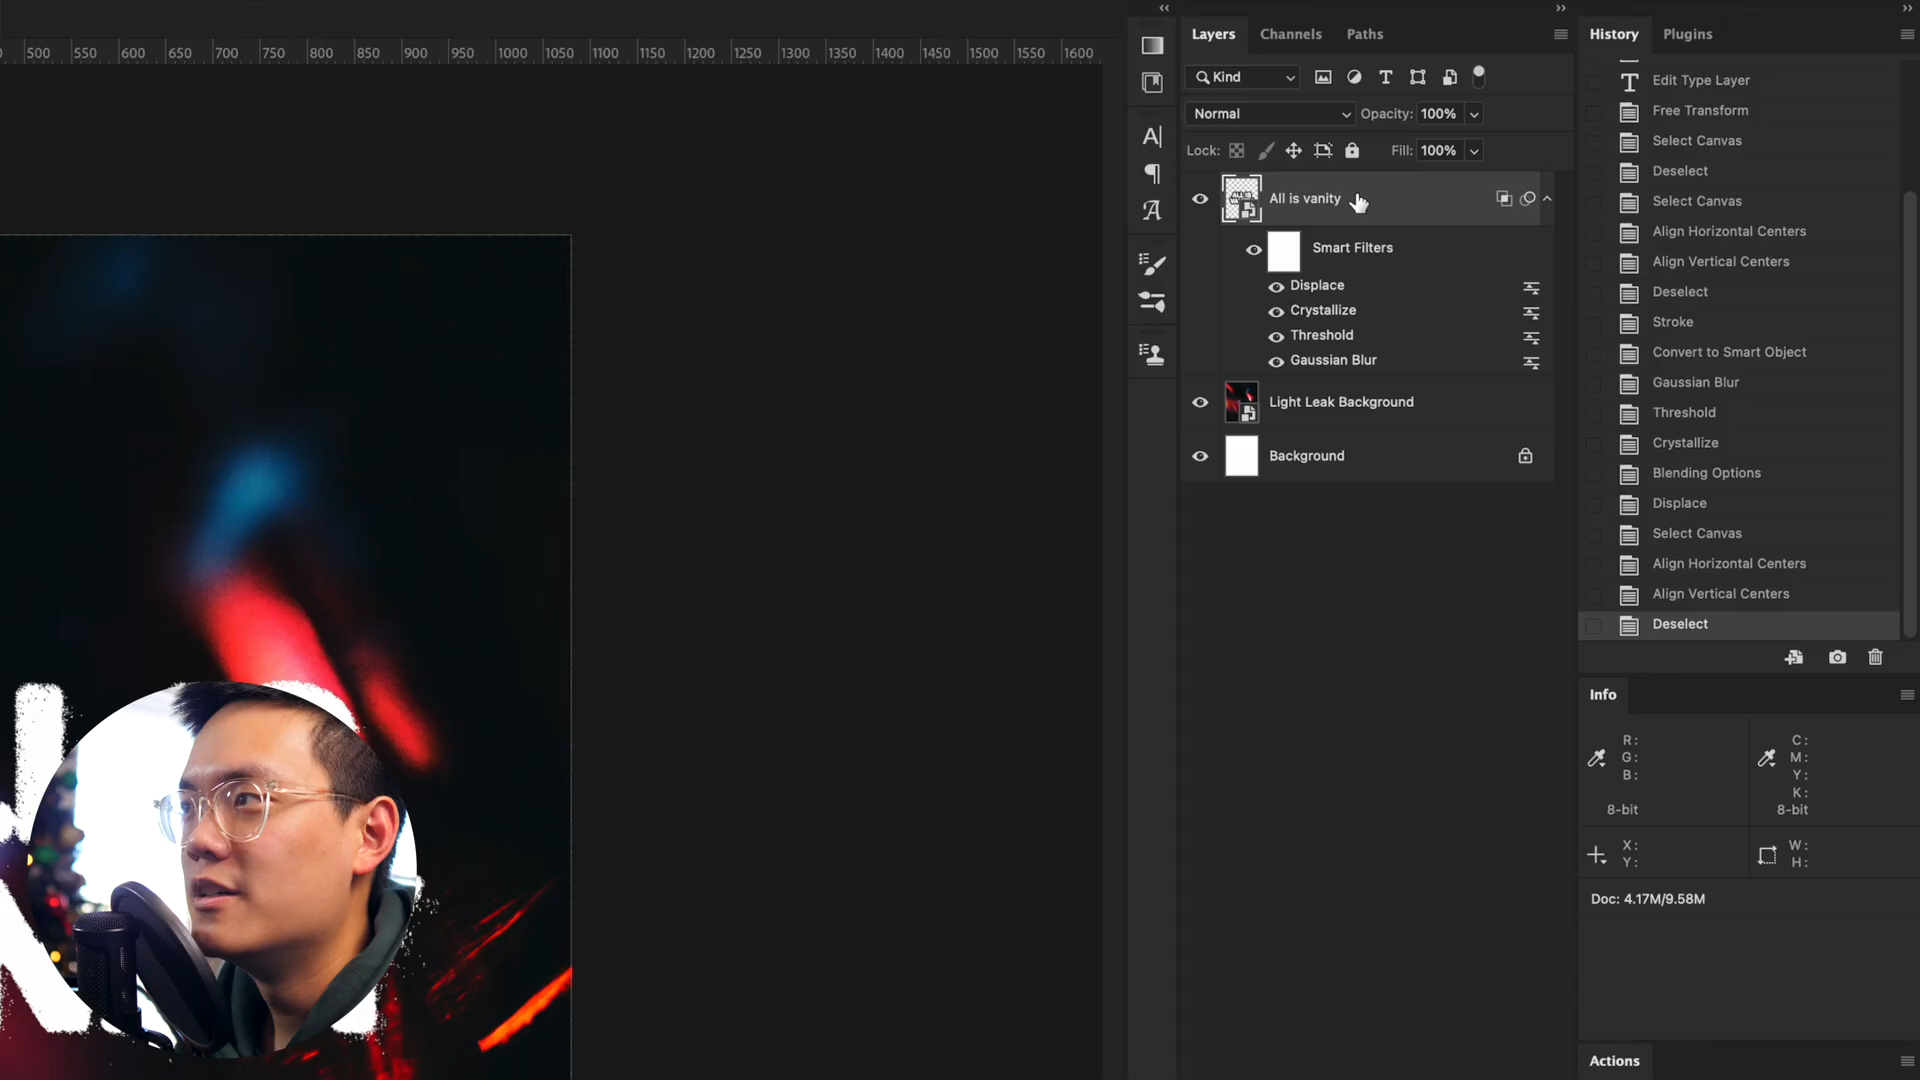 500 550 600 650 700 750 800 850 900 950 1000 1050 1100 1150 1200 1250 1300 1350 1400 1450 1500 1550 1600
Layers Channels Paths
Kind
Normal Opacity: 100%
Lock: Fill: 100%
All is vanity
Smart Filters
Displace
Crystallize
Threshold
Gaussian Blur
Light Leak Background
Background
History Plugins
Edit Type Layer
Free Transform
Select Canvas
Deselect
Select Canvas
Align Horizontal Centers
Align Vertical Centers
Deselect
Stroke
Convert to Smart Object
Gaussian Blur
Threshold
Crystallize
Blending Options
Displace
Select Canvas
Align Horizontal Centers
Align Vertical Centers
Deselect
Info
R: C:
G: M:
B: Y:
K:
8-bit 8-bit
X: W:
Y: H:
Doc: 4.17M/9.58M
Actions